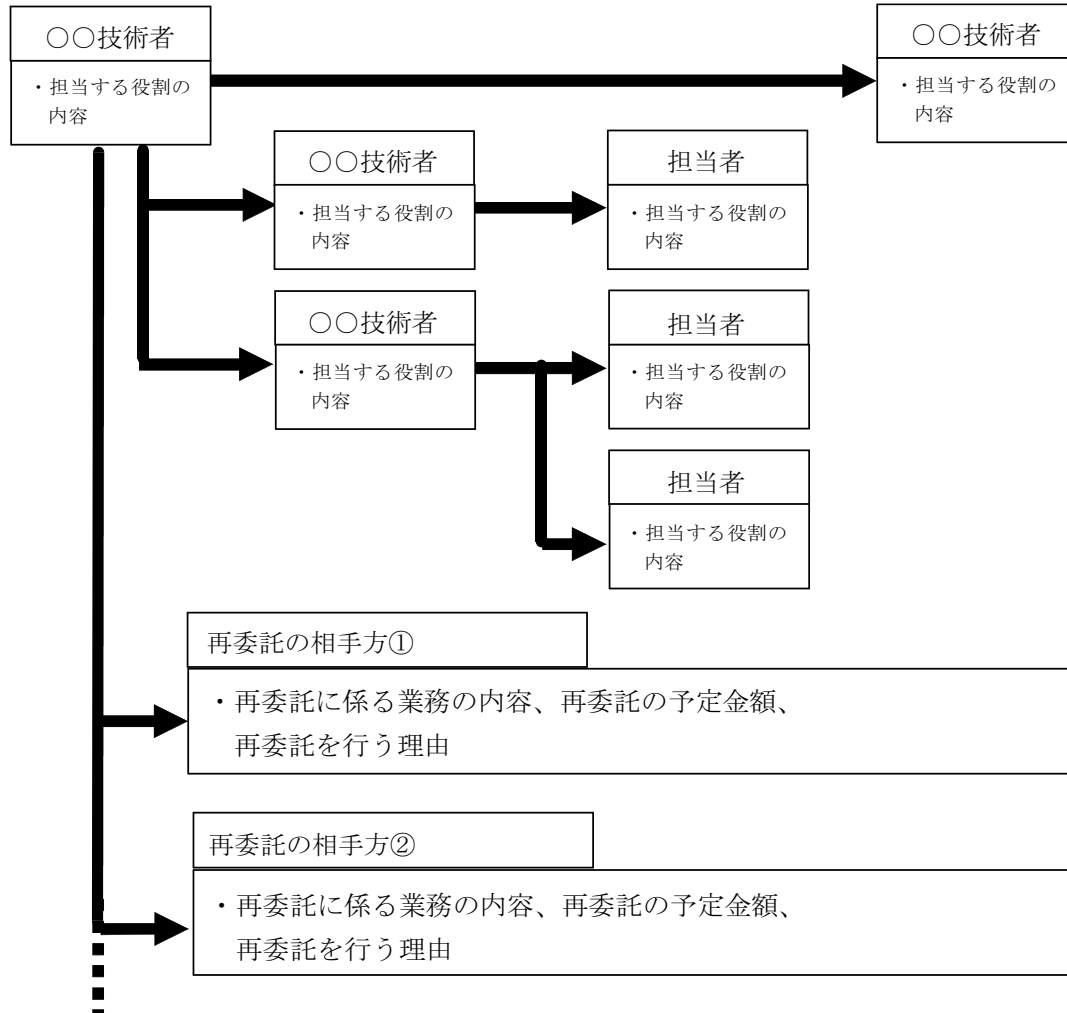 ○○技術者
・担当する役割の
内容
○○技術者
・担当する役割の
内容
○○技術者
・担当する役割の
内容
担当者
・担当する役割の
内容
○○技術者
・担当する役割の
内容
担当者
・担当する役割の
内容
担当者
・担当する役割の
内容
再委託の相手方①
・再委託に係る業務の内容、再委託の予定金額、
再委託を行う理由
再委託の相手方②
・再委託に係る業務の内容、再委託の予定金額、
再委託を行う理由